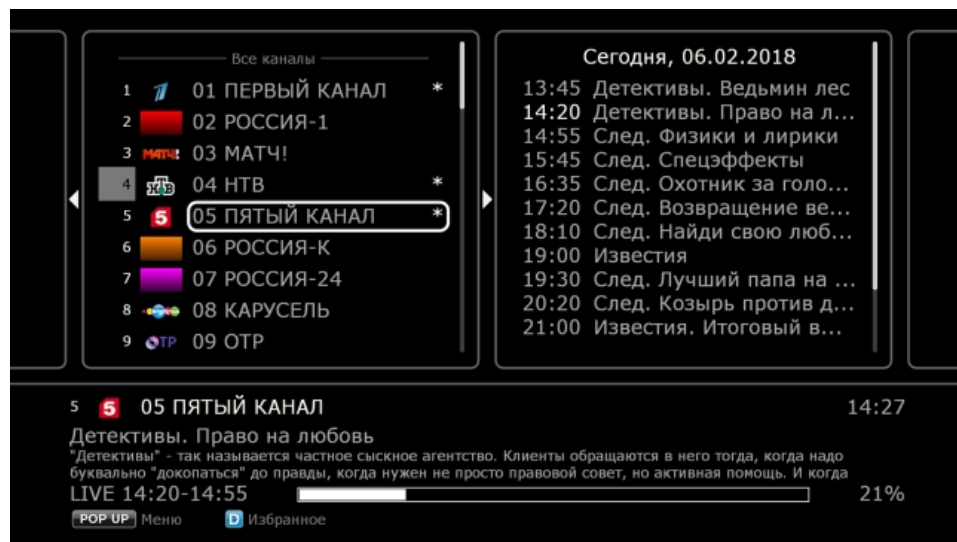 Все каналы
1 01 ПЕРВЫЙ КАНАЛ *
2 02 РОССИЯ-1
3 МАТЧ! 03 МАТЧ!
4 НТВ 04 НТВ *
5 5 05 ПЯТЫЙ КАНАЛ *
6 06 РОССИЯ-К
7 07 РОССИЯ-24
8 08 КАРУСЕЛЬ
9 ОТР 09 ОТР
Сегодня, 06.02.2018
13:45 Детективы. Ведьмин лес
14:20 Детективы. Право на л...
14:55 След. Физики и лирики
15:45 След. Спецэффекты
16:35 След. Охотник за голо...
17:20 След. Возвращение ве...
18:10 След. Найди свою люб...
19:00 Известия
19:30 След. Лучший папа на ...
20:20 След. Козырь против д...
21:00 Известия. Итоговый в...
5 5 05 ПЯТЫЙ КАНАЛ 14:27
Детективы. Право на любовь
"Детективы" - так называется частное сыскное агентство. Клиенты обращаются в него тогда, когда надо
буквально "докопаться" до правды, когда нужен не просто правовой совет, но активная помощь. И когда
LIVE 14:20-14:55 21%
POP UP Меню D Избранное